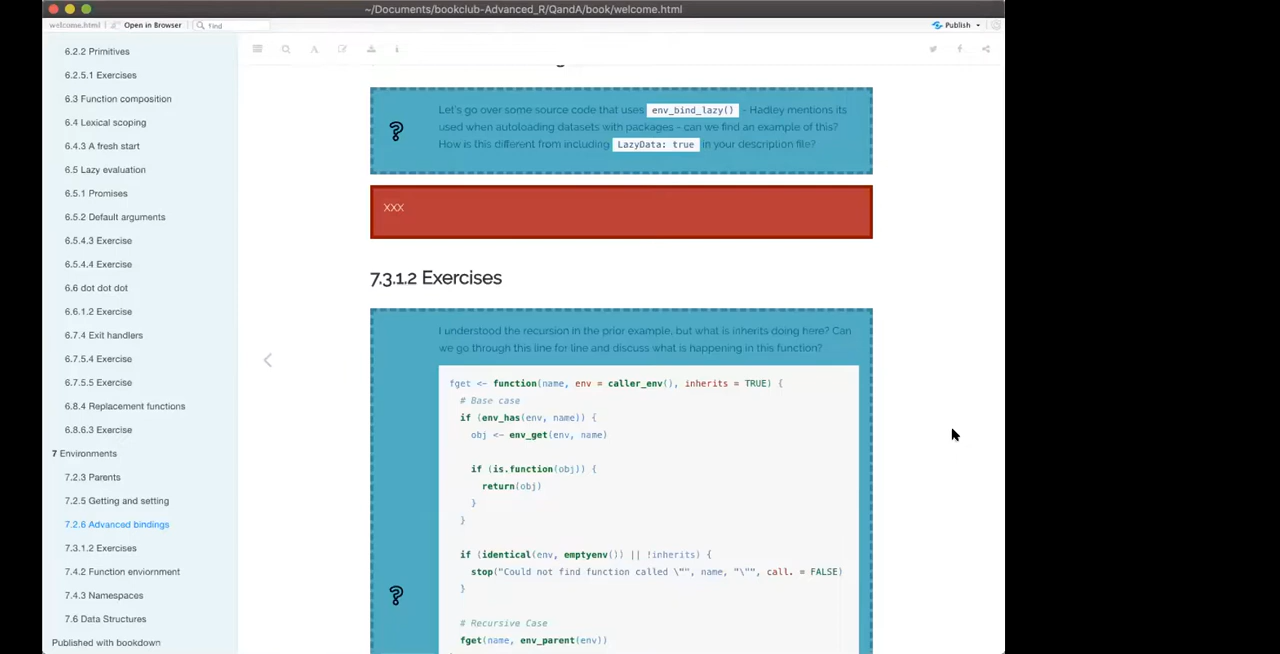 ~/Documents/bookclub-Advanced_R/QandA/book/welcome.html
welcome.html
Open in Browser
Find
Publish
6.2.2 Primitives
6.2.5.1 Exercises
6.3 Function composition
6.4 Lexical scoping
6.4.3 A fresh start
6.5 Lazy evaluation
6.5.1 Promises
6.5.2 Default arguments
6.5.4.3 Exercise
6.5.4.4 Exercise
6.6 dot dot dot
6.6.1.2 Exercise
6.7.4 Exit handlers
6.7.5.4 Exercise
6.7.5.5 Exercise
6.8.4 Replacement functions
6.8.6.3 Exercise
7 Environments
7.2.3 Parents
7.2.5 Getting and setting
7.2.6 Advanced bindings
7.3.1.2 Exercises
7.4.2 Function enviornment
7.4.3 Namespaces
7.6 Data Structures
Published with bookdown
Let's go over some source code that uses env_bind_lazy() - Hadley mentions its
used when autoloading datasets with packages - can we find an example of this?
How is this different from including LazyData: true in your description file?
XXX
7.3.1.2 Exercises
I understood the recursion in the prior example, but what is inherits doing here? Can
we go through this line for line and discuss what is happening in this function?
fget <- function(name, env = caller_env(), inherits = TRUE) {
# Base case
if (env_has(env, name)) {
obj <- env_get(env, name)
if (is.function(obj)) {
return(obj)
}
}
if (identical(env, emptyenv()) || !inherits) {
stop("Could not find function called \"", name, "\"", call. = FALSE)
}
# Recursive Case
fget(name, env_parent(env))